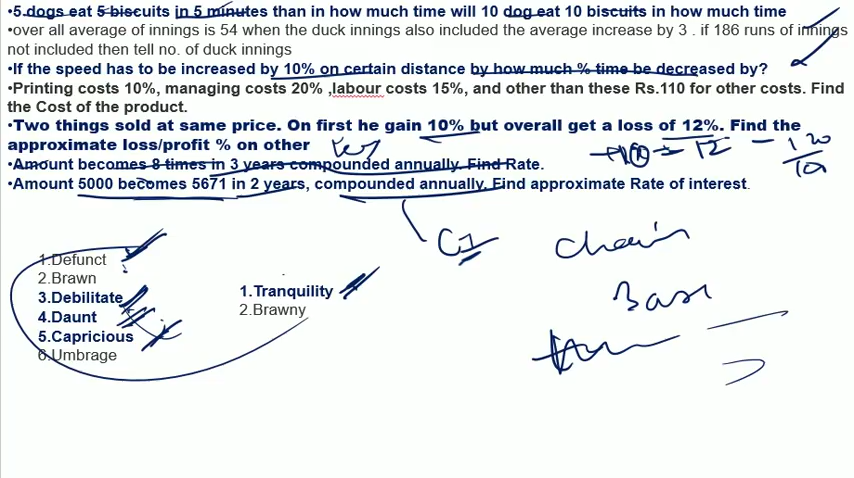 •5 dogs eat 5 biscuits in 5 minutes than in how much time will 10 dog eat 10 biscuits in how much time
•over all average of innings is 54 when the duck innings also included the average increase by 3 . if 186 runs of innings
not included then tell no. of duck innings
•If the speed has to be increased by 10% on certain distance by how much % time be decreased by?
•Printing costs 10%, managing costs 20% ,labour costs 15%, and other than these Rs.110 for other costs. Find
the Cost of the product.
•Two things sold at same price. On first he gain 10% but overall get a loss of 12%. Find the
approximate loss/profit % on other
•Amount becomes 8 times in 3 years compounded annually. Find Rate.
•Amount 5000 becomes 5671 in 2 years, compounded annually. Find approximate Rate of interest.
CI
1.Defunct
2.Brawn
3.Debilitate
4.Daunt
5.Capricious
6.Umbrage
1.Tranquility
2.Brawny